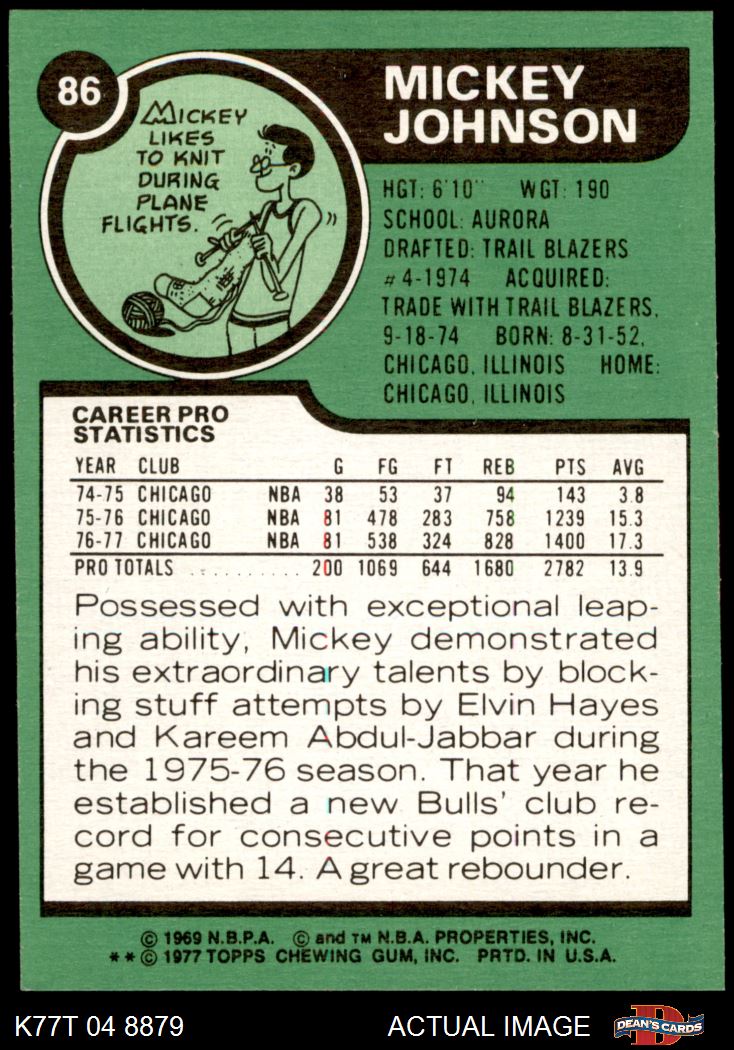 86
MICKEY
JOHNSON
MICKEY
LIKES
TO KNIT
DURING
PLANE
FLIGHTS.
HGT: 6'10" WGT: 190
SCHOOL: AURORA
DRAFTED: TRAIL BLAZERS
#4-1974 ACQUIRED:
TRADE WITH TRAIL BLAZERS,
9-18-74 BORN: 8-31-52,
CHICAGO, ILLINOIS HOME:
CHICAGO, ILLINOIS
CAREER PRO
STATISTICS
YEAR CLUB G FG FT REB PTS AVG
74-75 CHICAGO NBA 38 53 37 94 143 3.8
75-76 CHICAGO NBA 81 478 283 758 1239 15.3
76-77 CHICAGO NBA 81 538 324 828 1400 17.3
PRO TOTALS .......... 200 1069 644 1680 2782 13.9
Possessed with exceptional leap-
ing ability, Mickey demonstrated
his extraordinary talents by block-
ing stuff attempts by Elvin Hayes
and Kareem Abdul-Jabbar during
the 1975-76 season. That year he
established a new Bulls' club re-
cord for consecutive points in a
game with 14. A great rebounder.
© 1969 N.B.P.A. © and TM N.B.A. PROPERTIES, INC.
**© 1977 TOPPS CHEWING GUM, INC. PRTD. IN U.S.A.
K77T 04 8879 ACTUAL IMAGE
DEAN'S CARDS